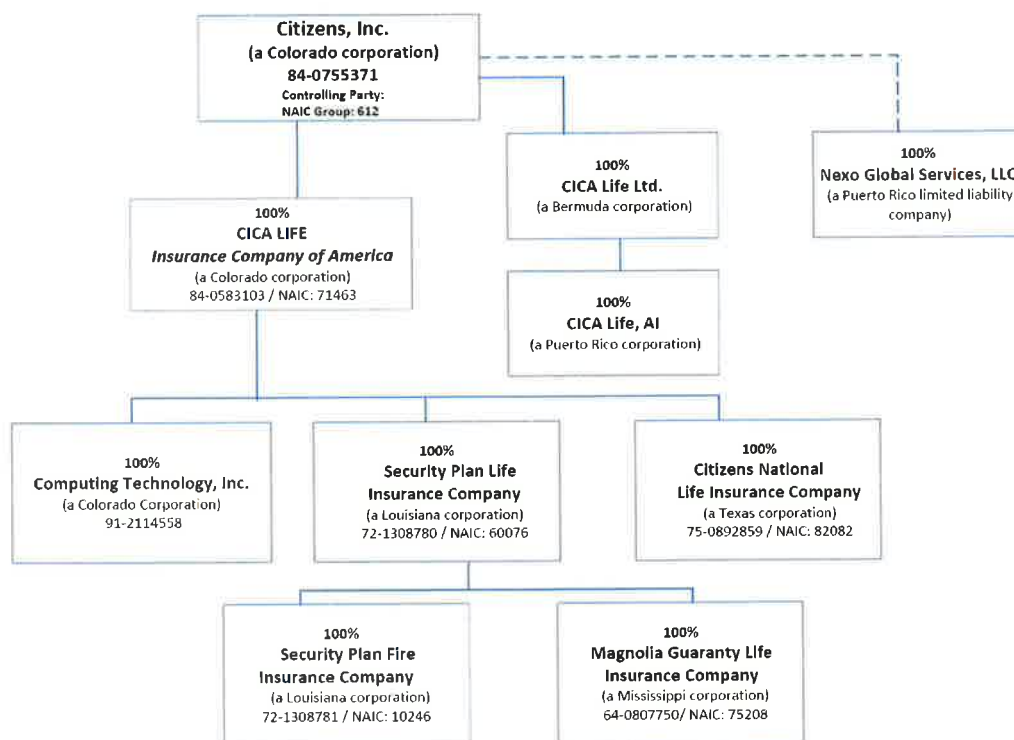 Citizens, Inc.
(a Colorado corporation)
84-0755371
Controlling Party:
NAIC Group: 612
100%
CICA Life Ltd.
(a Bermuda corporation)
100%
Nexo Global Services, LLC
(a Puerto Rico limited liability
company)
100%
CICA LIFE
Insurance Company of America
(a Colorado corporation)
84-0583103 / NAIC: 71463
100%
CICA Life, AI
(a Puerto Rico corporation)
100%
Computing Technology, Inc.
(a Colorado Corporation)
91-2114558
100%
Security Plan Life
Insurance Company
(a Louisiana corporation)
72-1308780 / NAIC: 60076
100%
Citizens National
Life Insurance Company
(a Texas corporation)
75-0892859 / NAIC: 82082
100%
Security Plan Fire
Insurance Company
(a Louisiana corporation)
72-1308781 / NAIC: 10246
100%
Magnolia Guaranty Life
Insurance Company
(a Mississippi corporation)
64-0807750/ NAIC: 75208